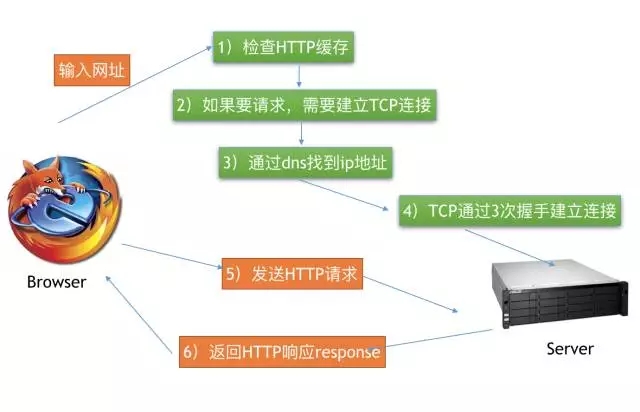 输入网址
1）检查HTTP缓存
2）如果要请求，需要建立TCP连接
3）通过dns找到ip地址
4）TCP通过3次握手建立连接
Browser
5）发送HTTP请求
Server
6）返回HTTP响应response